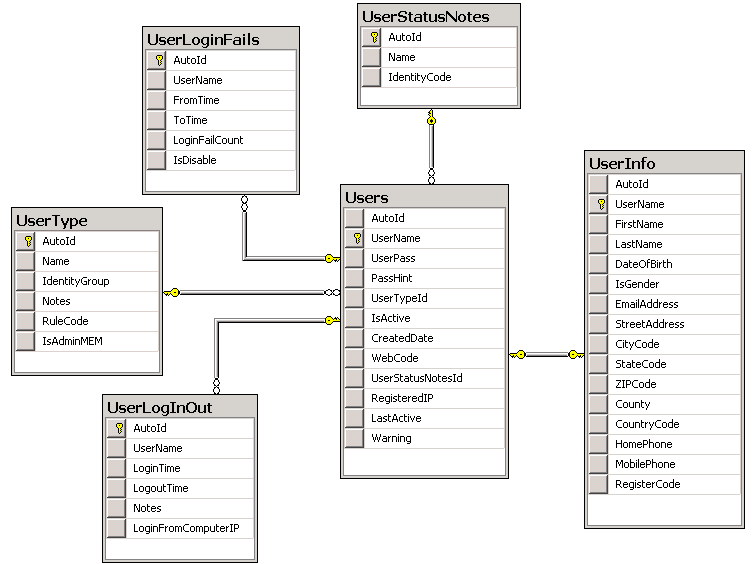 UserLoginFails
AutoId
UserName
FromTime
ToTime
LoginFailCount
IsDisable
UserStatusNotes
AutoId
Name
IdentityCode
UserType
AutoId
Name
IdentityGroup
Notes
RuleCode
IsAdminMEM
Users
AutoId
UserName
UserPass
PassHint
UserTypeId
IsActive
CreatedDate
WebCode
UserStatusNotesId
RegisteredIP
LastActive
Warning
UserInfo
AutoId
UserName
FirstName
LastName
DateOfBirth
IsGender
EmailAddress
StreetAddress
CityCode
StateCode
ZIPCode
County
CountryCode
HomePhone
MobilePhone
RegisterCode
UserLogInOut
AutoId
UserName
LoginTime
LogoutTime
Notes
LoginFromComputerIP